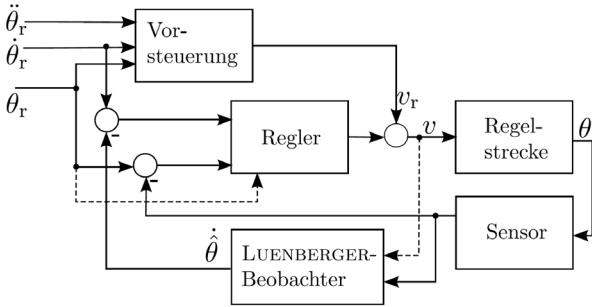 θ̈r
θ̇r
θr
Vor-
steuerung
-
-
Regler
vr
v
Regel-
strecke
θ
Sensor
θ̂̇
LUENBERGER-
Beobachter